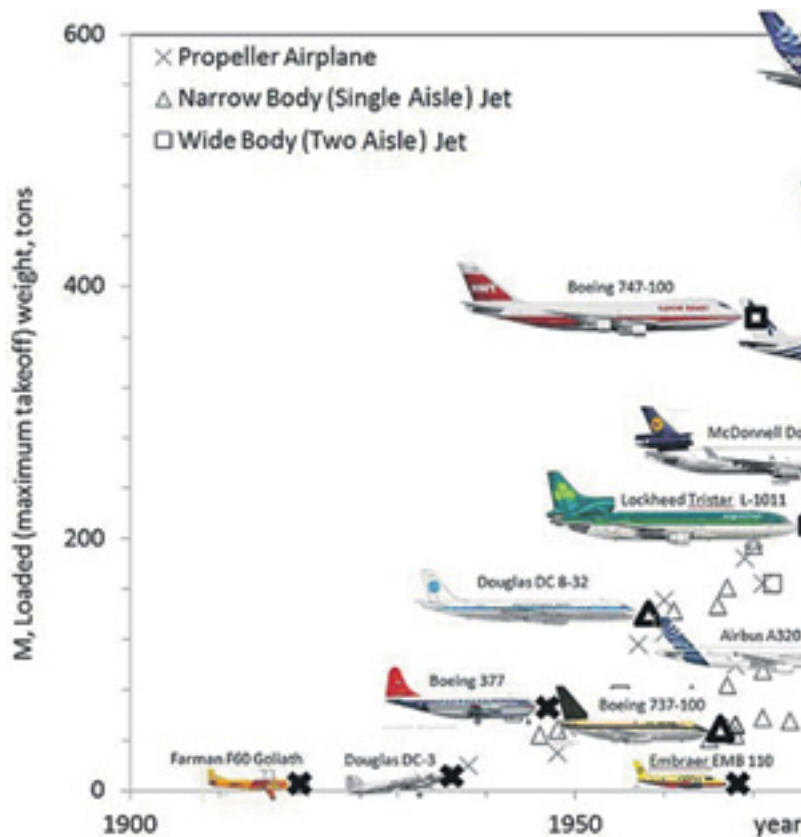 600
Propeller Airplane
Narrow Body (Single Aisle) Jet
Wide Body (Two Aisle) Jet
M, Loaded (maximum takeoff) weight, tons
400
Boeing 747-100
McDonnell Do
Lockheed Tristar L-1011
200
Douglas DC 8-32
Airbus A320
Boeing 377
Boeing 737-100
Farman F60 Goliath
Douglas DC-3
Embraer EMB 110
0
1900
1950
year